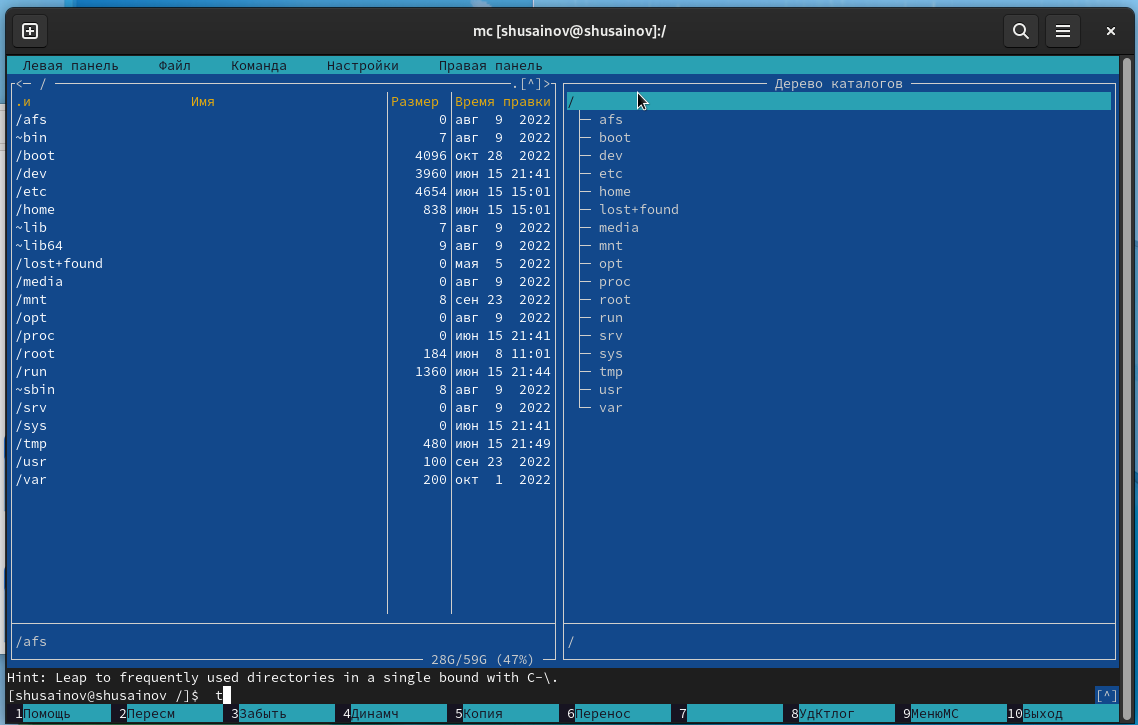 mc [shusainov@shusainov]:/
Левая панель Файл Команда Настройки Правая панель
<─ / .[^]>
.и Имя Размер Время правки
/afs 0 авг 9 2022
~bin 7 авг 9 2022
/boot 4096 окт 28 2022
/dev 3960 июн 15 21:41
/etc 4654 июн 15 15:01
/home 838 июн 15 15:01
~lib 7 авг 9 2022
~lib64 9 авг 9 2022
/lost+found 0 мая 5 2022
/media 0 авг 9 2022
/mnt 8 сен 23 2022
/opt 0 авг 9 2022
/proc 0 июн 15 21:41
/root 184 июн 8 11:01
/run 1360 июн 15 21:44
~sbin 8 авг 9 2022
/srv 0 авг 9 2022
/sys 0 июн 15 21:41
/tmp 480 июн 15 21:49
/usr 100 сен 23 2022
/var 200 окт 1 2022
/afs
28G/59G (47%)
Дерево каталогов
/
afs
boot
dev
etc
home
lost+found
media
mnt
opt
proc
root
run
srv
sys
tmp
usr
var
/
Hint: Leap to frequently used directories in a single bound with C-\.
[shusainov@shusainov /]$ t [^]
1Помощь 2Пересм 3Забыть 4Динамч 5Копия 6Перенос 7 8УдКтлог 9МенюМС 10Выход